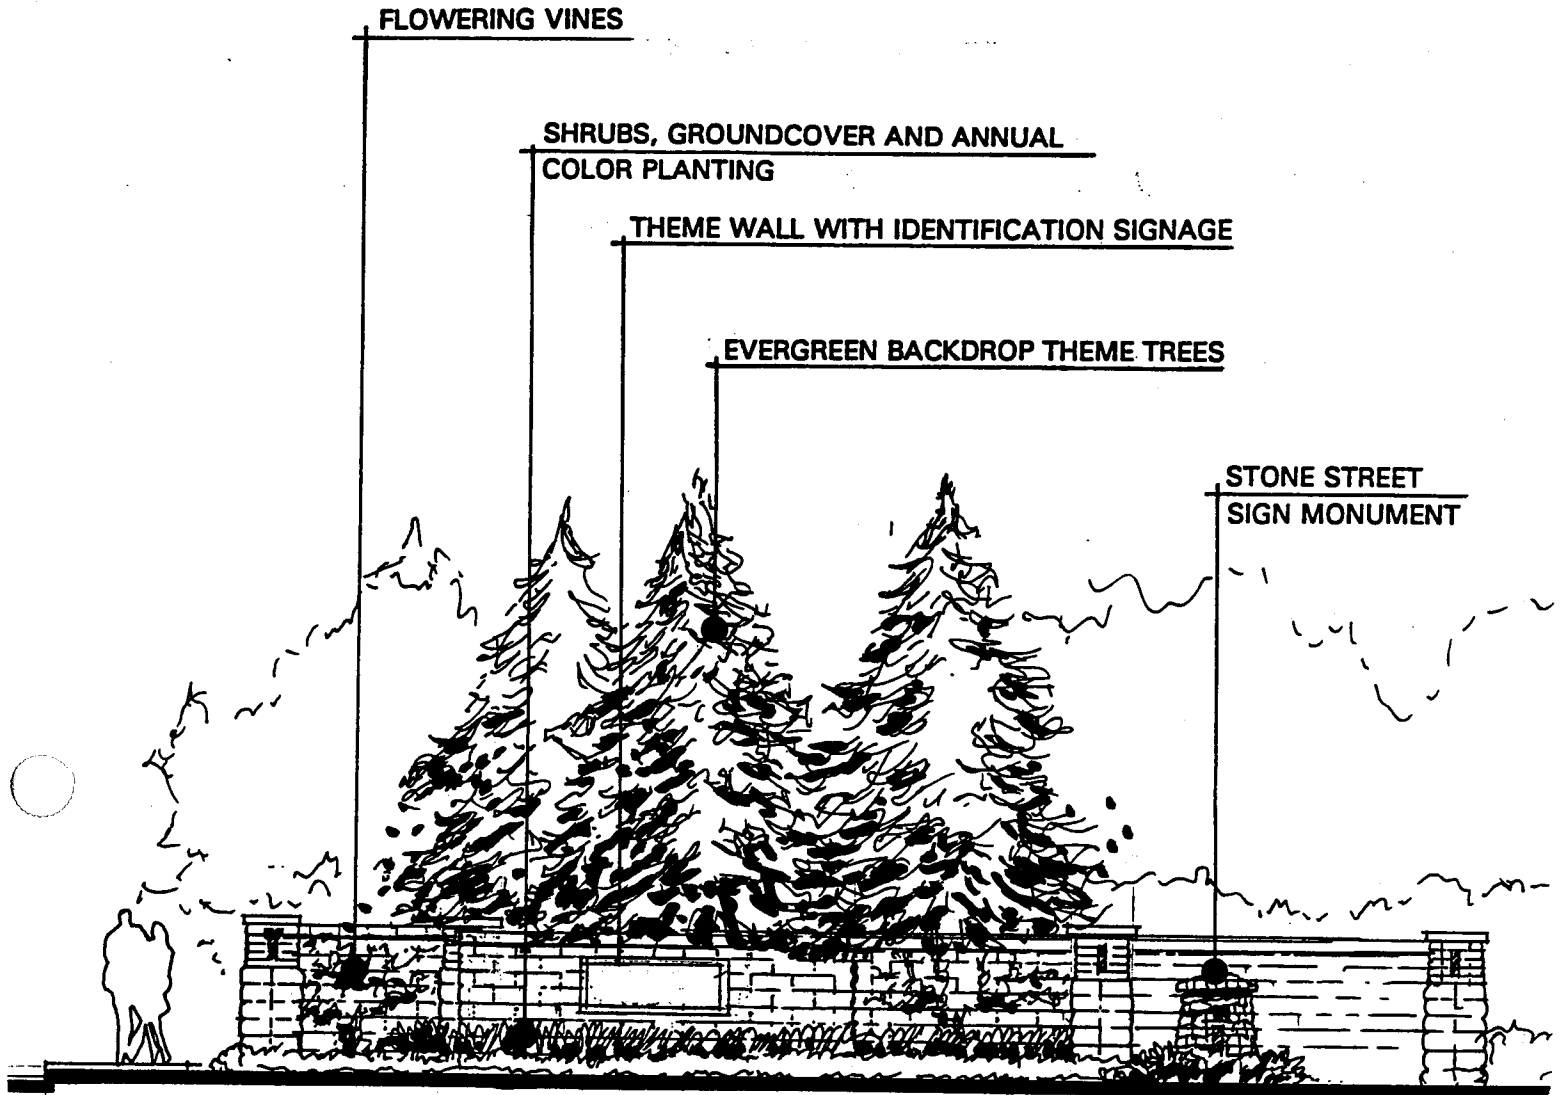 FLOWERING VINES
SHRUBS, GROUNDCOVER AND ANNUAL
COLOR PLANTING
THEME WALL WITH IDENTIFICATION SIGNAGE
EVERGREEN BACKDROP THEME TREES
STONE STREET
SIGN MONUMENT